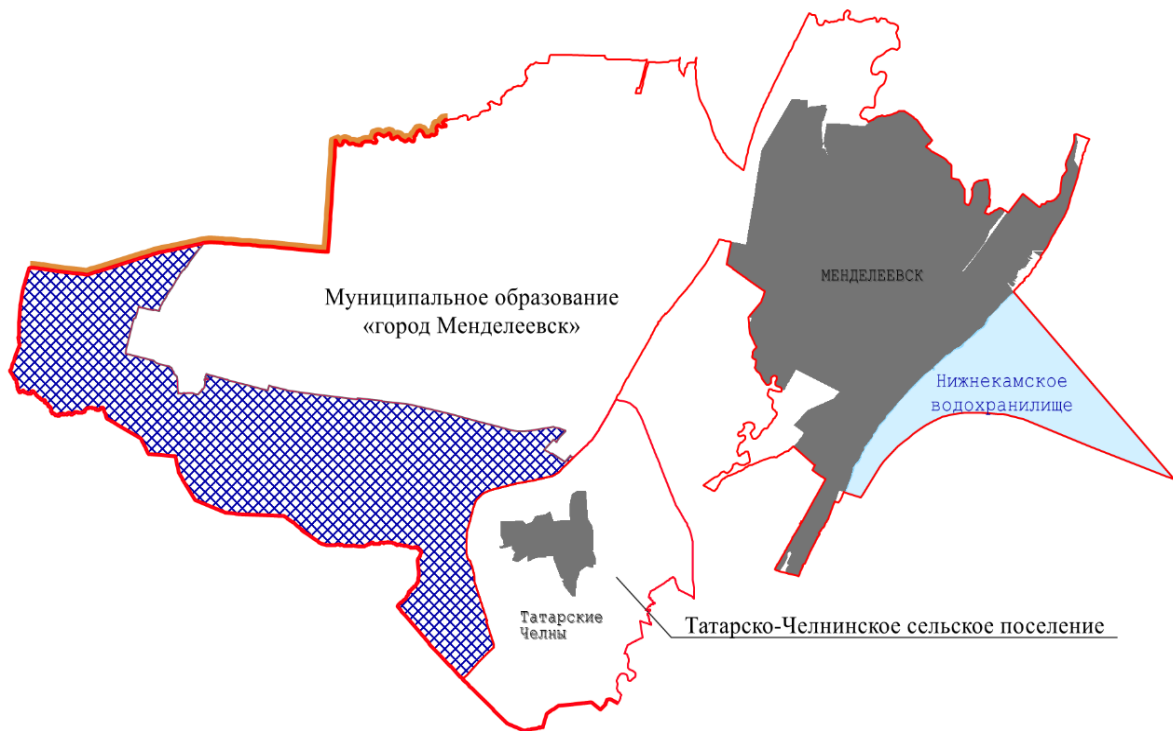 МЕНДЕЛЕЕВСК
Муниципальное образование
«город Менделеевск»
Нижнекамское
водохранилище
Татарские
Челны
Татарско-Челнинское сельское поселение